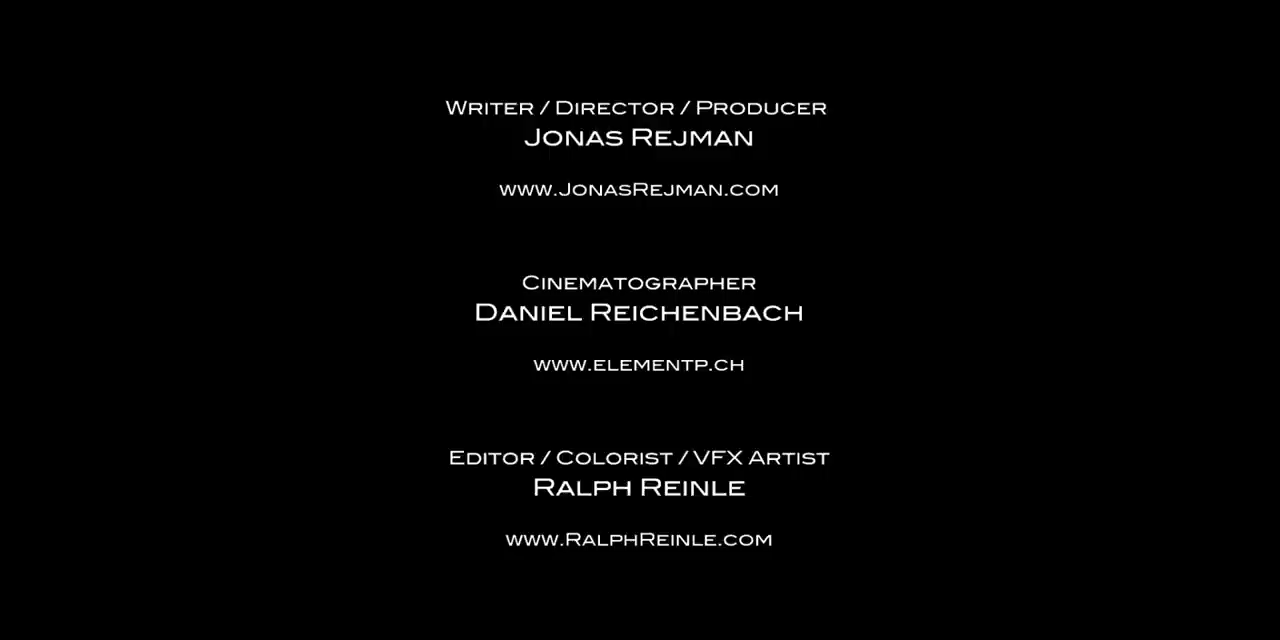 Writer / Director / Producer
Jonas Rejman
www.JonasRejman.com
Cinematographer
Daniel Reichenbach
www.elementp.ch
Editor / Colorist / VFX Artist
Ralph Reinle
www.RalphReinle.com